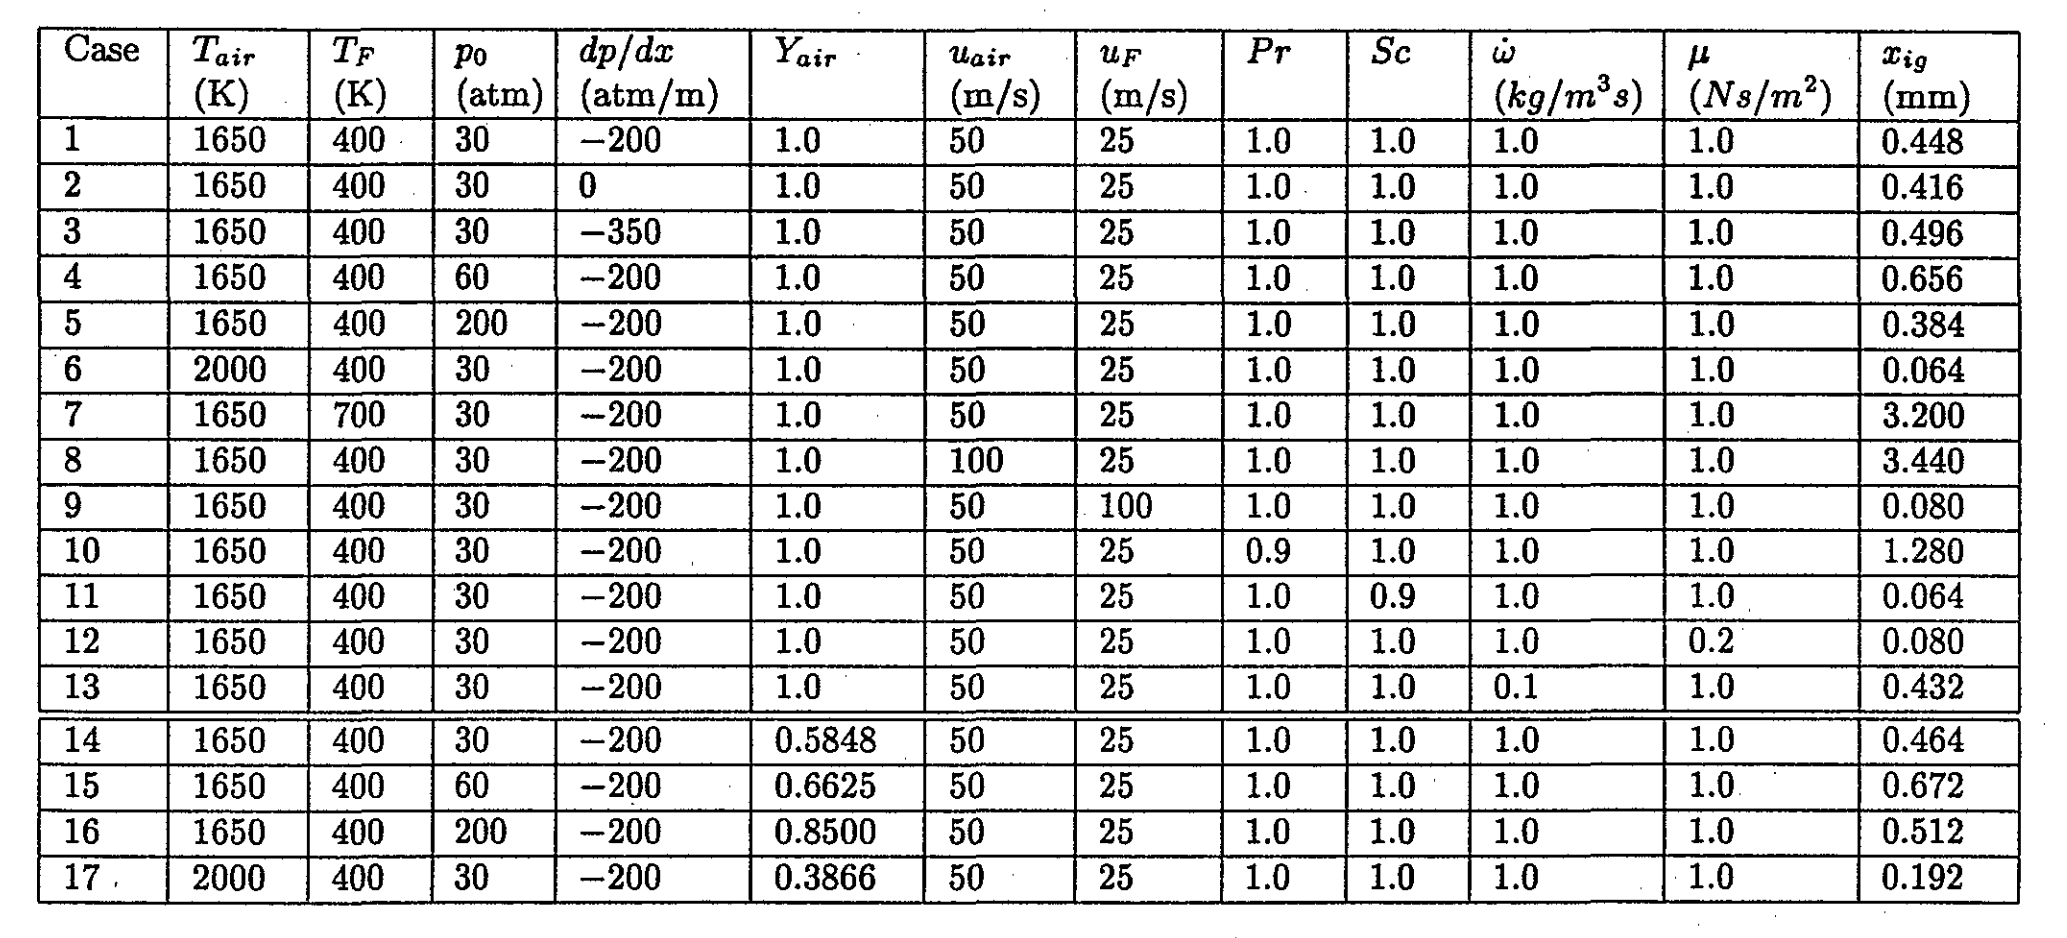 Case T_air T_F p_0 dp/dx Y_air u_air u_F Pr Sc ω̇ μ x_ig
(K) (K) (atm) (atm/m) (m/s) (m/s) (kg/m³s) (Ns/m²) (mm)
1 1650 400 30 −200 1.0 50 25 1.0 1.0 1.0 1.0 0.448
2 1650 400 30 0 1.0 50 25 1.0 1.0 1.0 1.0 0.416
3 1650 400 30 −350 1.0 50 25 1.0 1.0 1.0 1.0 0.496
4 1650 400 60 −200 1.0 50 25 1.0 1.0 1.0 1.0 0.656
5 1650 400 200 −200 1.0 50 25 1.0 1.0 1.0 1.0 0.384
6 2000 400 30 −200 1.0 50 25 1.0 1.0 1.0 1.0 0.064
7 1650 700 30 −200 1.0 50 25 1.0 1.0 1.0 1.0 3.200
8 1650 400 30 −200 1.0 100 25 1.0 1.0 1.0 1.0 3.440
9 1650 400 30 −200 1.0 50 100 1.0 1.0 1.0 1.0 0.080
10 1650 400 30 −200 1.0 50 25 0.9 1.0 1.0 1.0 1.280
11 1650 400 30 −200 1.0 50 25 1.0 0.9 1.0 1.0 0.064
12 1650 400 30 −200 1.0 50 25 1.0 1.0 1.0 0.2 0.080
13 1650 400 30 −200 1.0 50 25 1.0 1.0 0.1 1.0 0.432
14 1650 400 30 −200 0.5848 50 25 1.0 1.0 1.0 1.0 0.464
15 1650 400 60 −200 0.6625 50 25 1.0 1.0 1.0 1.0 0.672
16 1650 400 200 −200 0.8500 50 25 1.0 1.0 1.0 1.0 0.512
17 2000 400 30 −200 0.3866 50 25 1.0 1.0 1.0 1.0 0.192